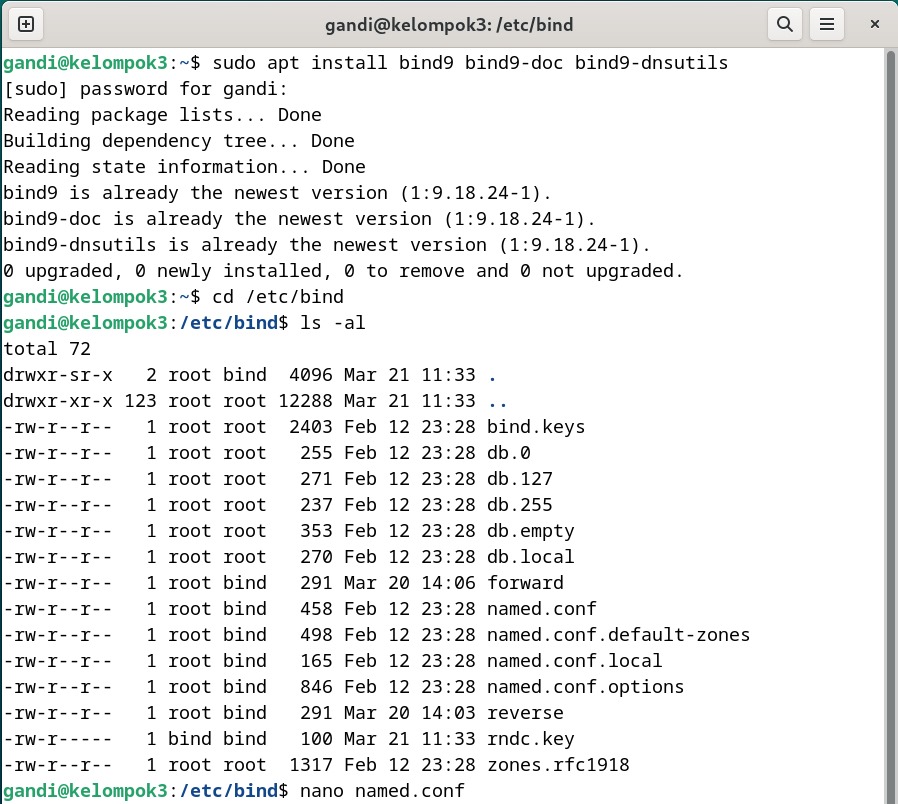 gandi@kelompok3: /etc/bind
gandi@kelompok3:~$ sudo apt install bind9 bind9-doc bind9-dnsutils
[sudo] password for gandi:
Reading package lists... Done
Building dependency tree... Done
Reading state information... Done
bind9 is already the newest version (1:9.18.24-1).
bind9-doc is already the newest version (1:9.18.24-1).
bind9-dnsutils is already the newest version (1:9.18.24-1).
0 upgraded, 0 newly installed, 0 to remove and 0 not upgraded.
gandi@kelompok3:~$ cd /etc/bind
gandi@kelompok3:/etc/bind$ ls -al
total 72
drwxr-sr-x   2 root bind  4096 Mar 21 11:33 .
drwxr-xr-x 123 root root 12288 Mar 21 11:33 ..
-rw-r--r--   1 root root  2403 Feb 12 23:28 bind.keys
-rw-r--r--   1 root root   255 Feb 12 23:28 db.0
-rw-r--r--   1 root root   271 Feb 12 23:28 db.127
-rw-r--r--   1 root root   237 Feb 12 23:28 db.255
-rw-r--r--   1 root root   353 Feb 12 23:28 db.empty
-rw-r--r--   1 root root   270 Feb 12 23:28 db.local
-rw-r--r--   1 root bind   291 Mar 20 14:06 forward
-rw-r--r--   1 root bind   458 Feb 12 23:28 named.conf
-rw-r--r--   1 root bind   498 Feb 12 23:28 named.conf.default-zones
-rw-r--r--   1 root bind   165 Feb 12 23:28 named.conf.local
-rw-r--r--   1 root bind   846 Feb 12 23:28 named.conf.options
-rw-r--r--   1 root bind   291 Mar 20 14:03 reverse
-rw-r-----   1 bind bind   100 Mar 21 11:33 rndc.key
-rw-r--r--   1 root root  1317 Feb 12 23:28 zones.rfc1918
gandi@kelompok3:/etc/bind$ nano named.conf